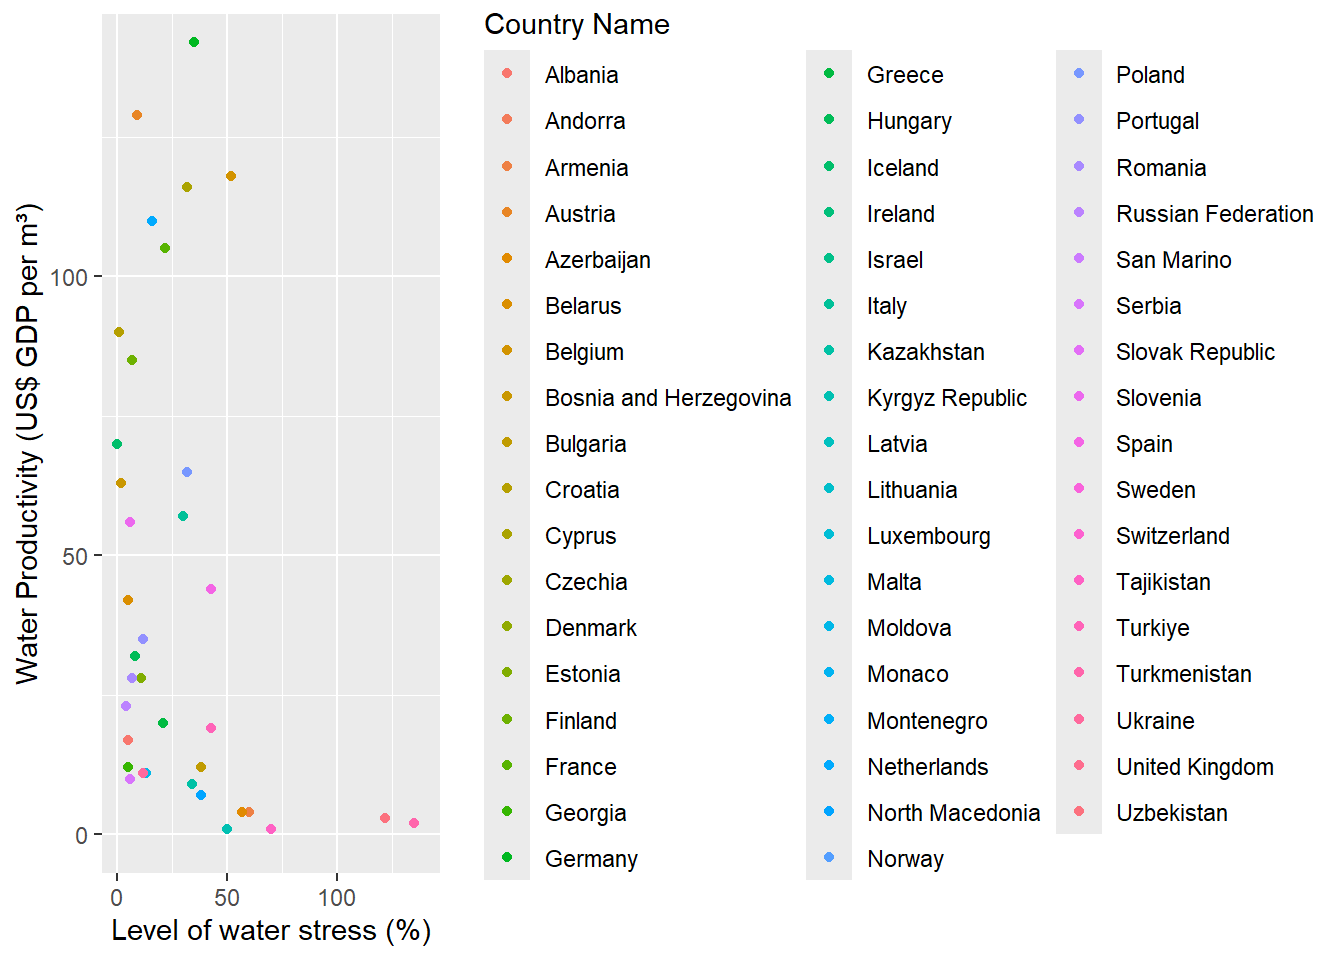 Country Name
Albania
Andorra
Armenia
Austria
Azerbaijan
Belarus
Belgium
Bosnia and Herzegovina
Bulgaria
Croatia
Cyprus
Czechia
Denmark
Estonia
Finland
France
Georgia
Germany
Greece
Hungary
Iceland
Ireland
Israel
Italy
Kazakhstan
Kyrgyz Republic
Latvia
Lithuania
Luxembourg
Malta
Moldova
Monaco
Montenegro
Netherlands
North Macedonia
Norway
Poland
Portugal
Romania
Russian Federation
San Marino
Serbia
Slovak Republic
Slovenia
Spain
Sweden
Switzerland
Tajikistan
Turkiye
Turkmenistan
Ukraine
United Kingdom
Uzbekistan
Water Productivity (US$ GDP per m³)
100
50
0
0 50 100
Level of water stress (%)